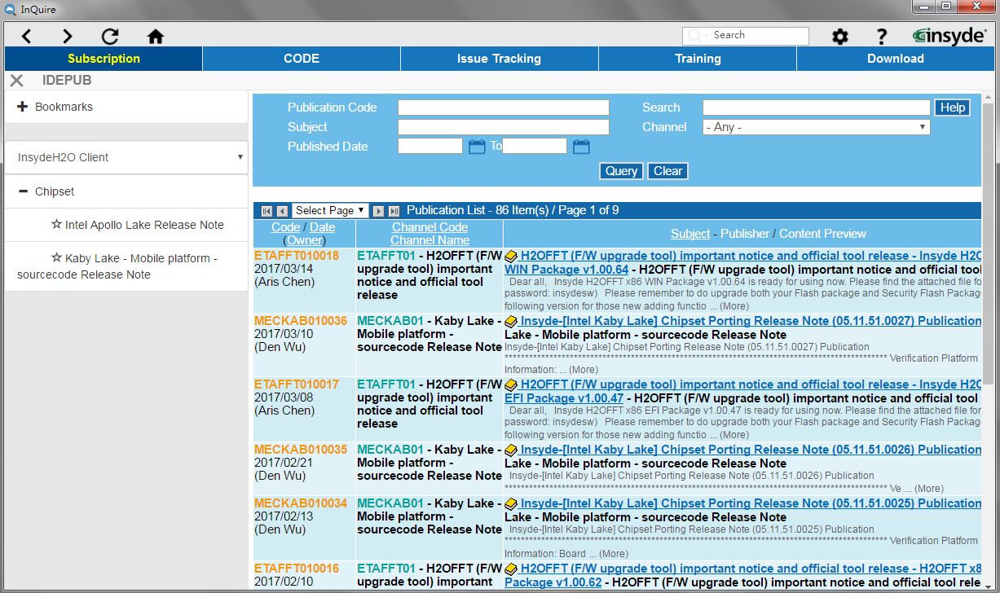 InQuire
Search
insyde
Subscription CODE Issue Tracking Training Download
IDEPUB
Bookmarks
InsydeH2O Client
Chipset
Intel Apollo Lake Release Note
Kaby Lake - Mobile platform -
sourcecode Release Note
Publication Code Search Help
Subject Channel - Any -
Published Date To
Query Clear
Select Page Publication List - 86 Item(s) / Page 1 of 9
Code / Date
(Owner)
Channel Code
Channel Name
Subject - Publisher / Content Preview
ETAFFT010018
2017/03/14
(Aris Chen)
ETAFFT01 - H2OFFT (F/W
upgrade tool) important
notice and official tool
release
H2OFFT (F/W upgrade tool) important notice and official tool release - Insyde H2O
WIN Package v1.00.64 - H2OFFT (F/W upgrade tool) important notice and official tool
Dear all, Insyde H2OFFT x86 WIN Package v1.00.64 is ready for using now. Please find the attached file for
password: insydesw) Please remember to do upgrade both your Flash package and Security Flash Packag
following version for those new adding functio ... (More)
MECKAB010036
2017/03/10
(Den Wu)
MECKAB01 - Kaby Lake -
Mobile platform -
sourcecode Release Note
Insyde-[Intel Kaby Lake] Chipset Porting Release Note (05.11.51.0027) Publication
Lake - Mobile platform - sourcecode Release Note
Insyde-[Intel Kaby Lake] Chipset Porting Release Note (05.11.51.0027) Publication
****************************************************************************** Verification Platform
Information: ... (More)
ETAFFT010017
2017/03/08
(Aris Chen)
ETAFFT01 - H2OFFT (F/W
upgrade tool) important
notice and official tool
release
H2OFFT (F/W upgrade tool) important notice and official tool release - Insyde H2O
EFI Package v1.00.47 - H2OFFT (F/W upgrade tool) important notice and official tool
Dear all, Insyde H2OFFT x86 EFI Package v1.00.47 is ready for using now. Please find the attached file for
password: insydesw) Please remember to do upgrade both your Flash package and Security Flash Packag
following version for those new adding functio ... (More)
MECKAB010035
2017/02/21
(Den Wu)
MECKAB01 - Kaby Lake -
Mobile platform -
sourcecode Release Note
Insyde-[Intel Kaby Lake] Chipset Porting Release Note (05.11.51.0026) Publication
Lake - Mobile platform - sourcecode Release Note
Insyde-[Intel Kaby Lake] Chipset Porting Release Note (05.11.51.0026) Publication
****************************************************************************** Ve ... (More)
MECKAB010034
2017/02/13
(Den Wu)
MECKAB01 - Kaby Lake -
Mobile platform -
sourcecode Release Note
Insyde-[Intel Kaby Lake] Chipset Porting Release Note (05.11.51.0025) Publication
Lake - Mobile platform - sourcecode Release Note
Insyde-[Intel Kaby Lake] Chipset Porting Release Note (05.11.51.0025) Publication
****************************************************************************** Verification Platform
Information: Board ... (More)
ETAFFT010016
2017/02/10
ETAFFT01 - H2OFFT (F/W
upgrade tool) important
H2OFFT (F/W upgrade tool) important notice and official tool release - H2OFFT x8
Package v1.00.62 - H2OFFT (F/W upgrade tool) important notice and official tool rele